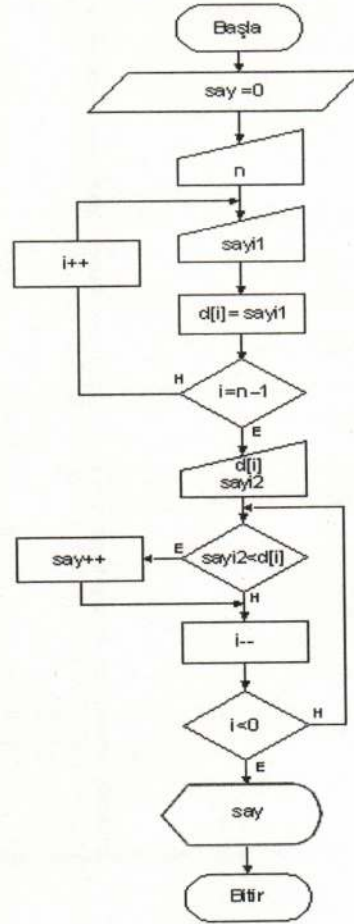 Başla
say =0
n
sayi1
i++
d[i] = sayi1
H
i=n-1
E
d[i]
sayi2
say++
E
sayi2<d[i]
H
i--
i<0
H
E
say
Bitir